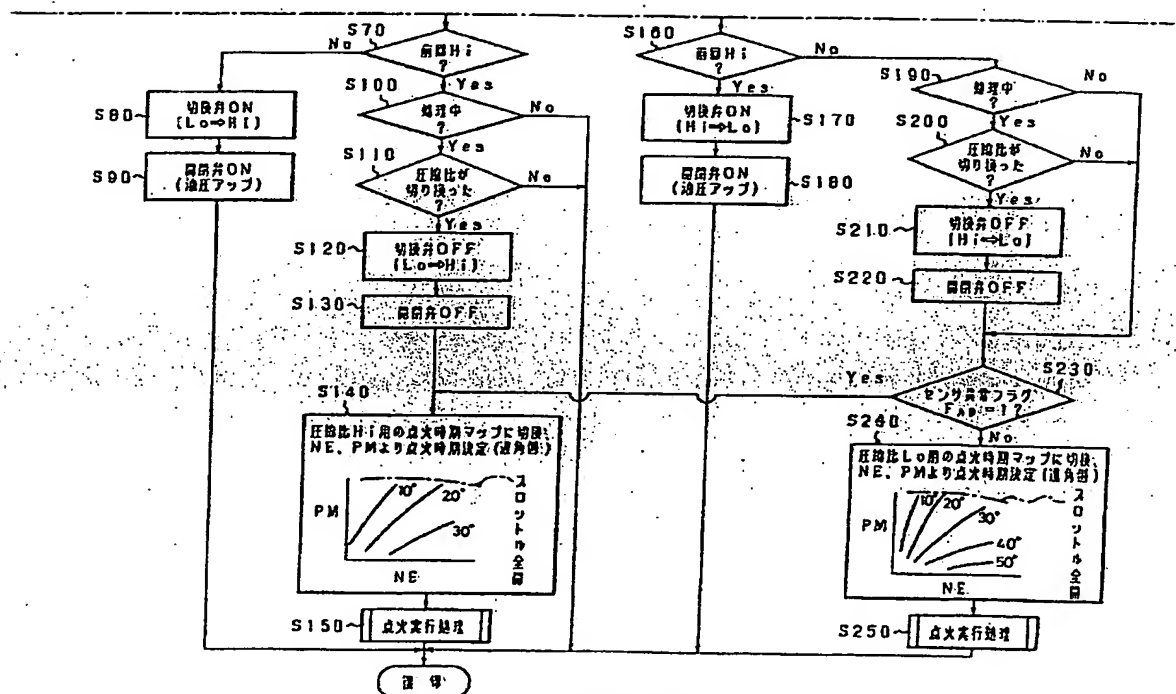 S70
No
前回Hi
?
Yes
S80
切換弁ON
(Lo⇒Hi)
S90
開閉弁ON
(油圧アップ)
S100
処理中
?
No
Yes
S110
圧縮比が
切り換った
?
No
Yes
S120
切換弁OFF
(Lo⇒Hi)
S130
開閉弁OFF
S140
圧縮比Hi用の点火時期マップに切換
NE、PMより点火時期決定(遅角側)
PM
10°
20°
30°
NE
スロットル全開
S150
点火実行処理
S160
前回Hi
?
No
Yes
切換弁ON
(Hi⇒Lo)
S170
開閉弁ON
(油圧アップ)
S180
S190
処理中
?
No
Yes
S200
圧縮比が
切り換った
?
No
Yes
S210
切換弁OFF
(Hi⇒Lo)
S220
開閉弁OFF
S230
Yes
センサ異常フラグ
=1?
No
S240
圧縮比Lo用の点火時期マップに切換
NE、PMより点火時期決定(進角側)
PM
10°
20°
30°
40°
50°
NE
スロットル全開
S250
点火実行処理
復帰